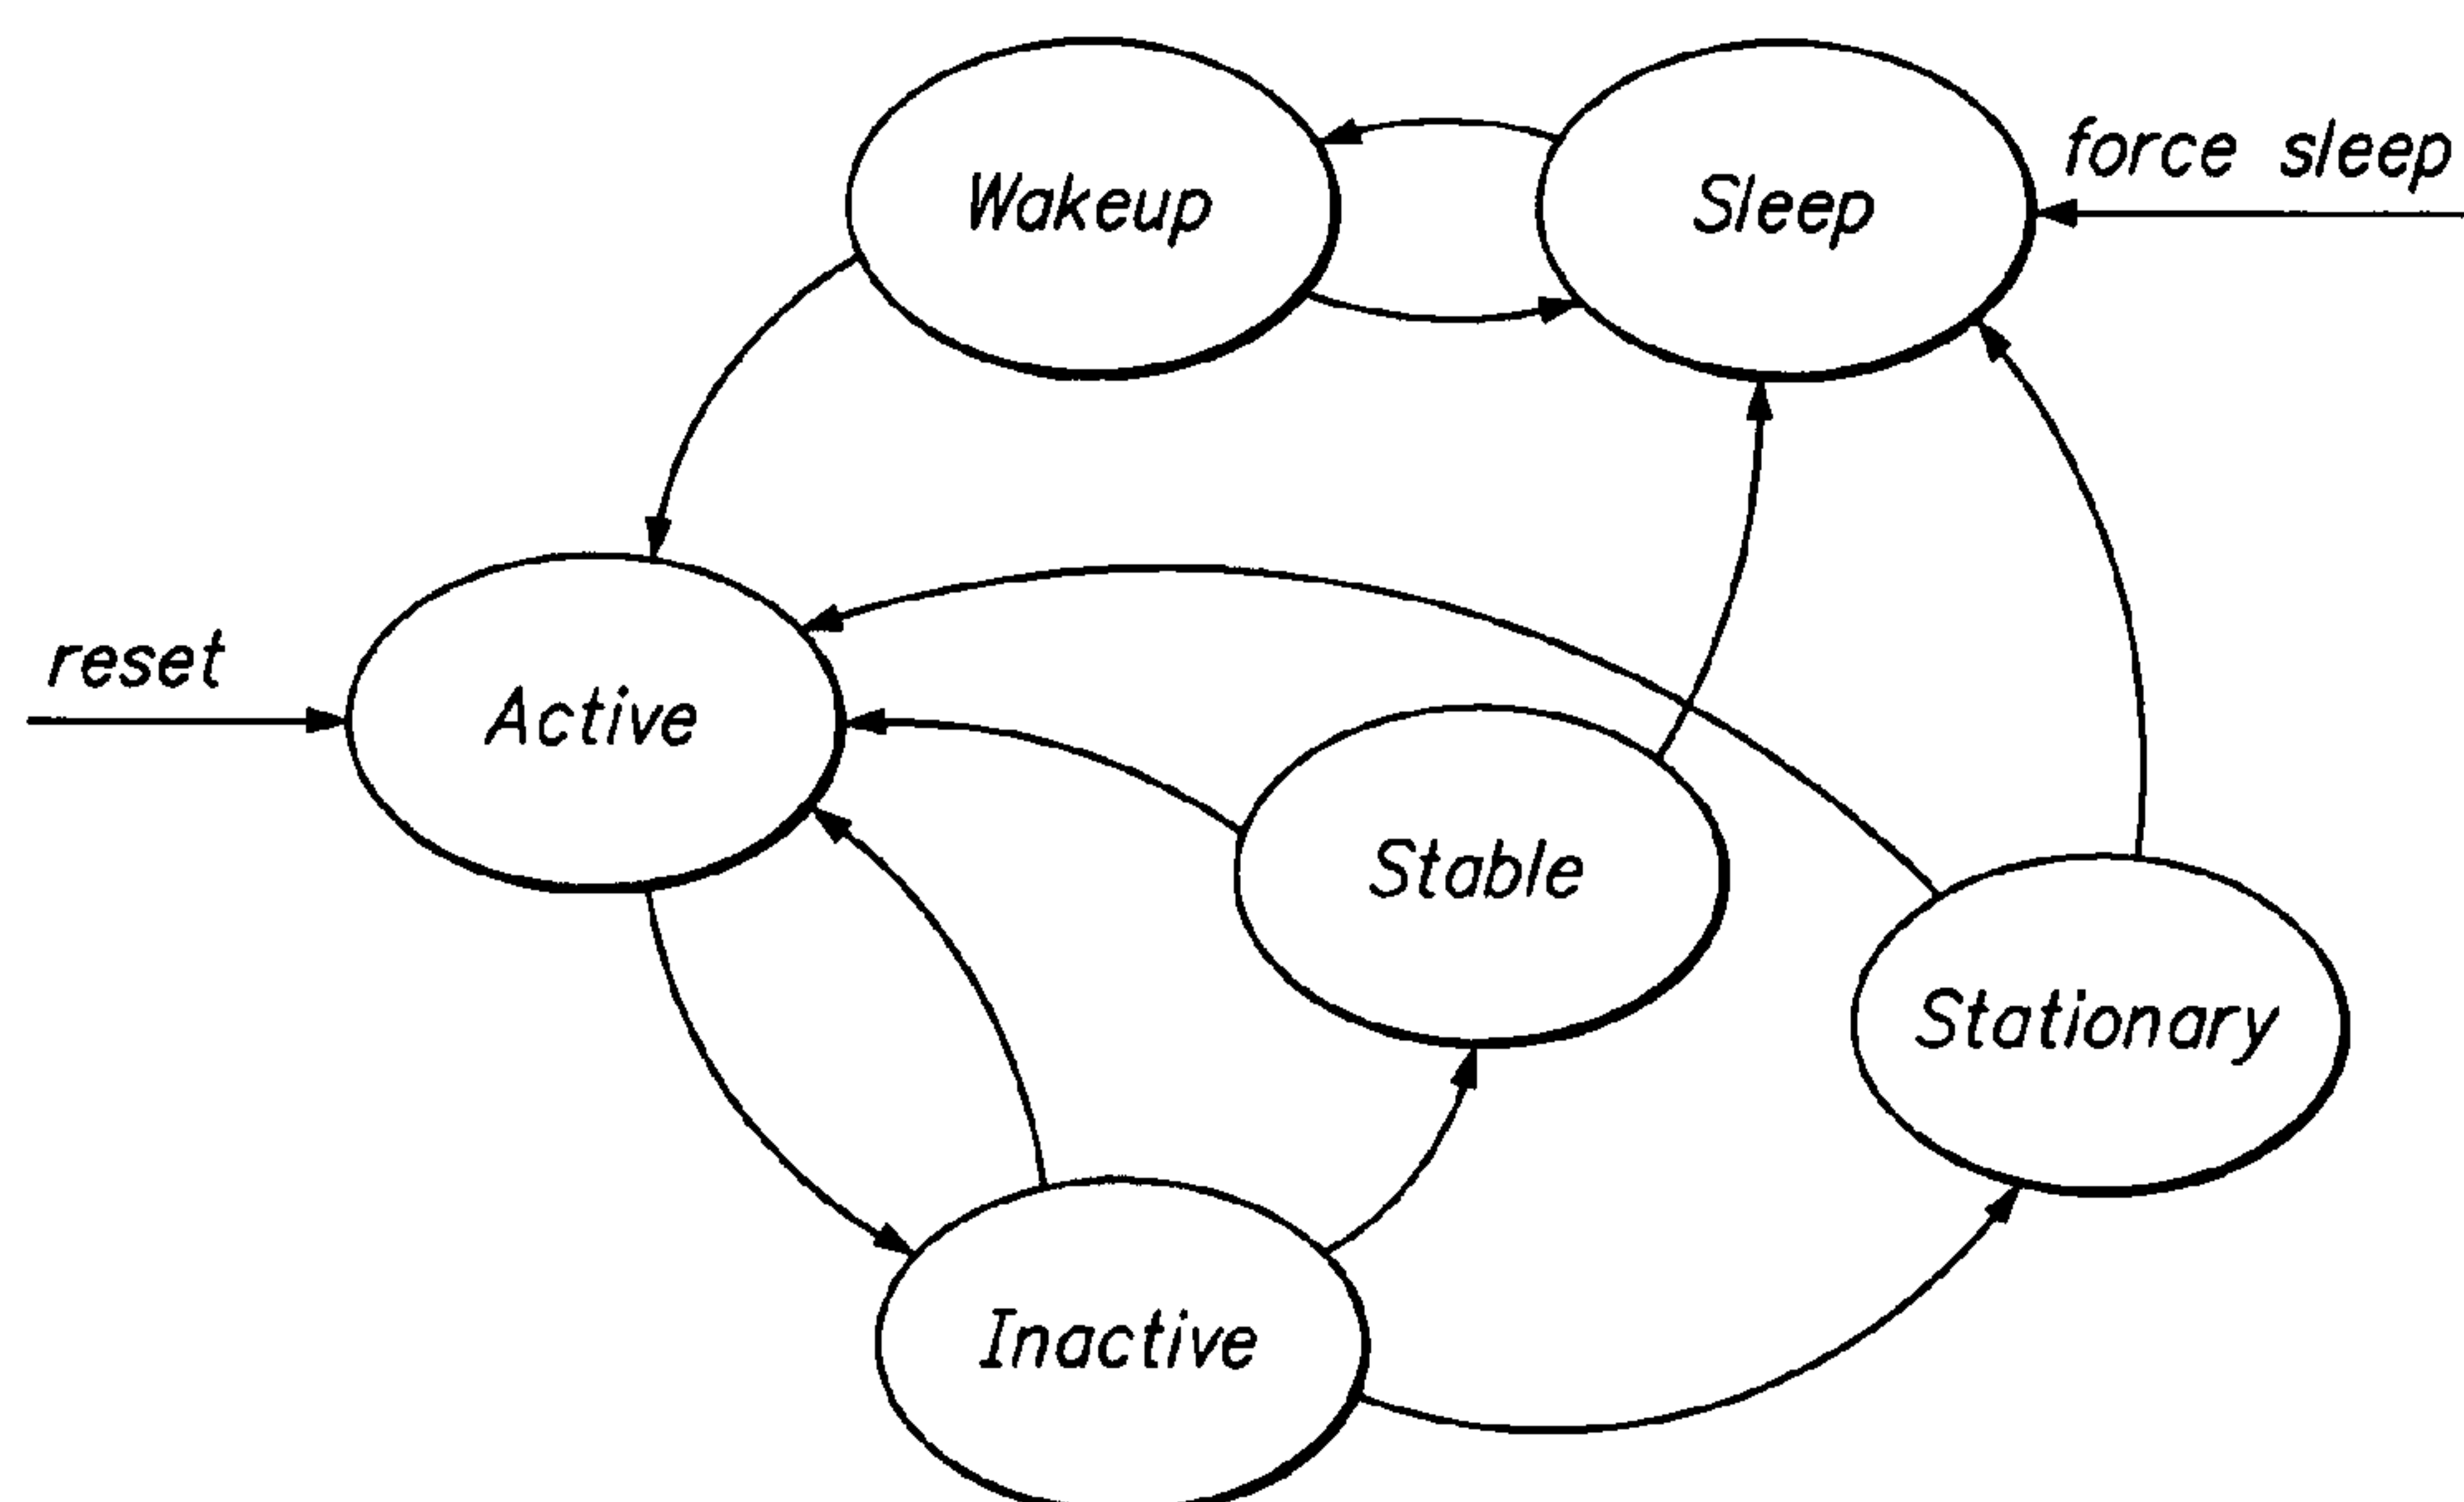 Wakeup
Sleep
force sleep
reset
Active
Stable
Stationary
Inactive